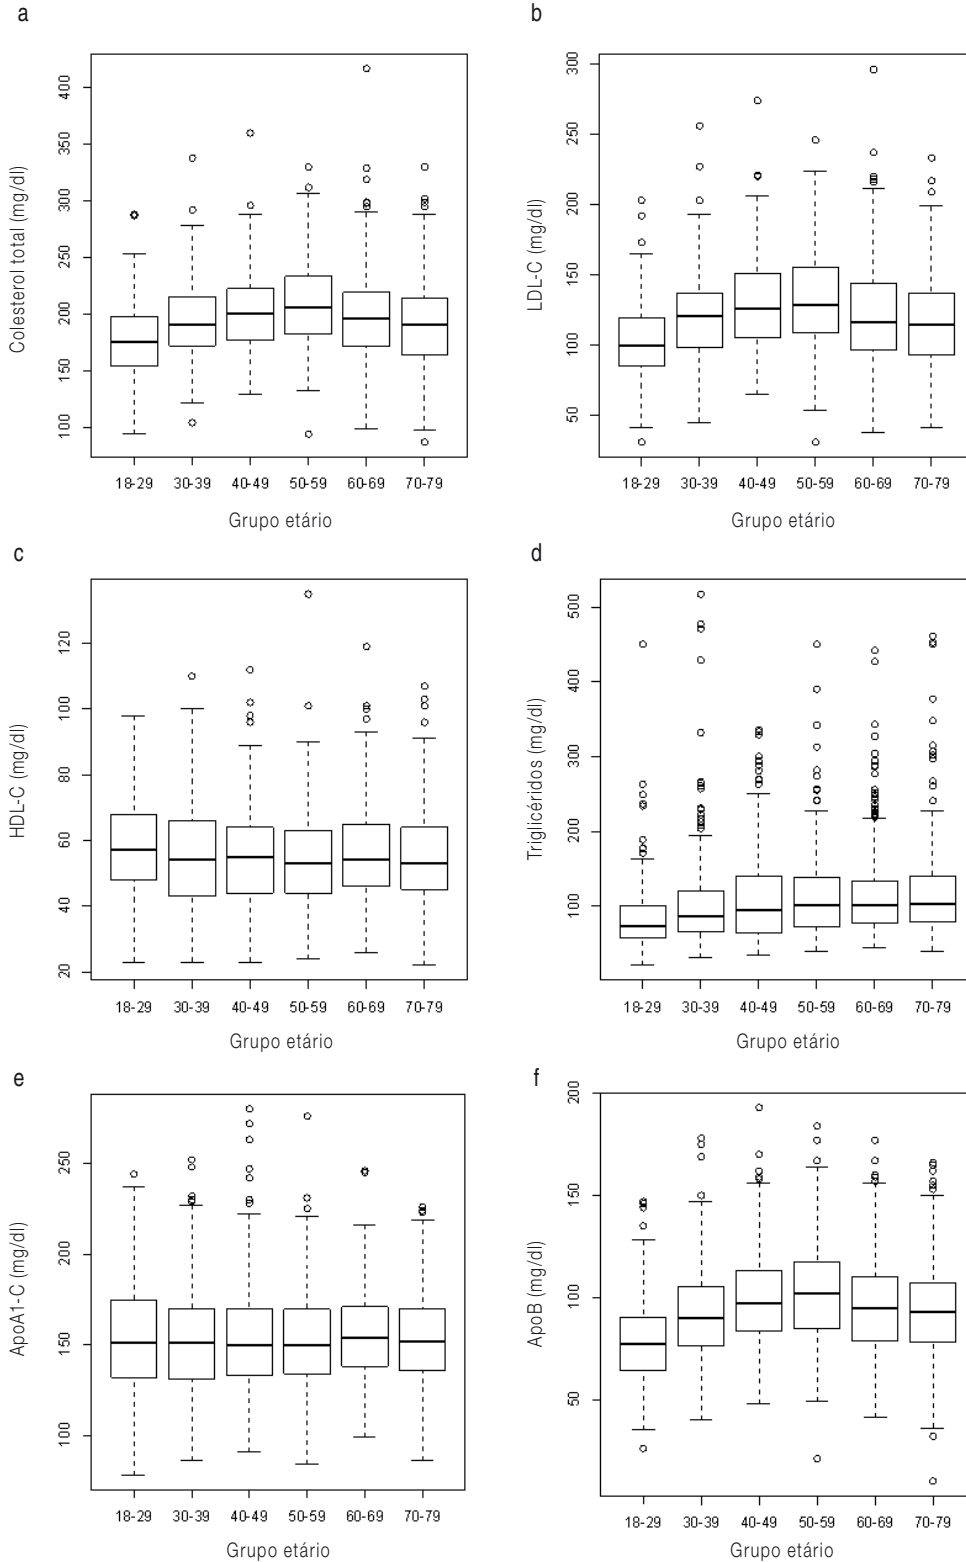 a
400
350
300
250
200
150
100
Colesterol total (mg/dl)
18-29 30-39 40-49 50-59 60-69 70-79
Grupo etário
b
300
250
200
150
100
50
LDL-C (mg/dl)
18-29 30-39 40-49 50-59 60-69 70-79
Grupo etário
c
120
100
80
60
40
20
HDL-C (mg/dl)
18-29 30-39 40-49 50-59 60-69 70-79
Grupo etário
d
500
400
300
200
100
Triglicéridos (mg/dl)
18-29 30-39 40-49 50-59 60-69 70-79
Grupo etário
e
250
200
150
100
ApoA1-C (mg/dl)
18-29 30-39 40-49 50-59 60-69 70-79
Grupo etário
f
200
150
100
50
ApoB (mg/dl)
18-29 30-39 40-49 50-59 60-69 70-79
Grupo etário